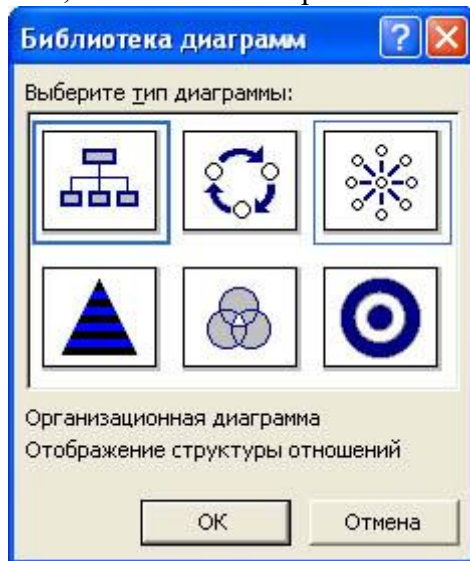 Библиотека диаграмм
Выберите тип диаграммы:
Организационная диаграмма
Отображение структуры отношений
ОК
Отмена